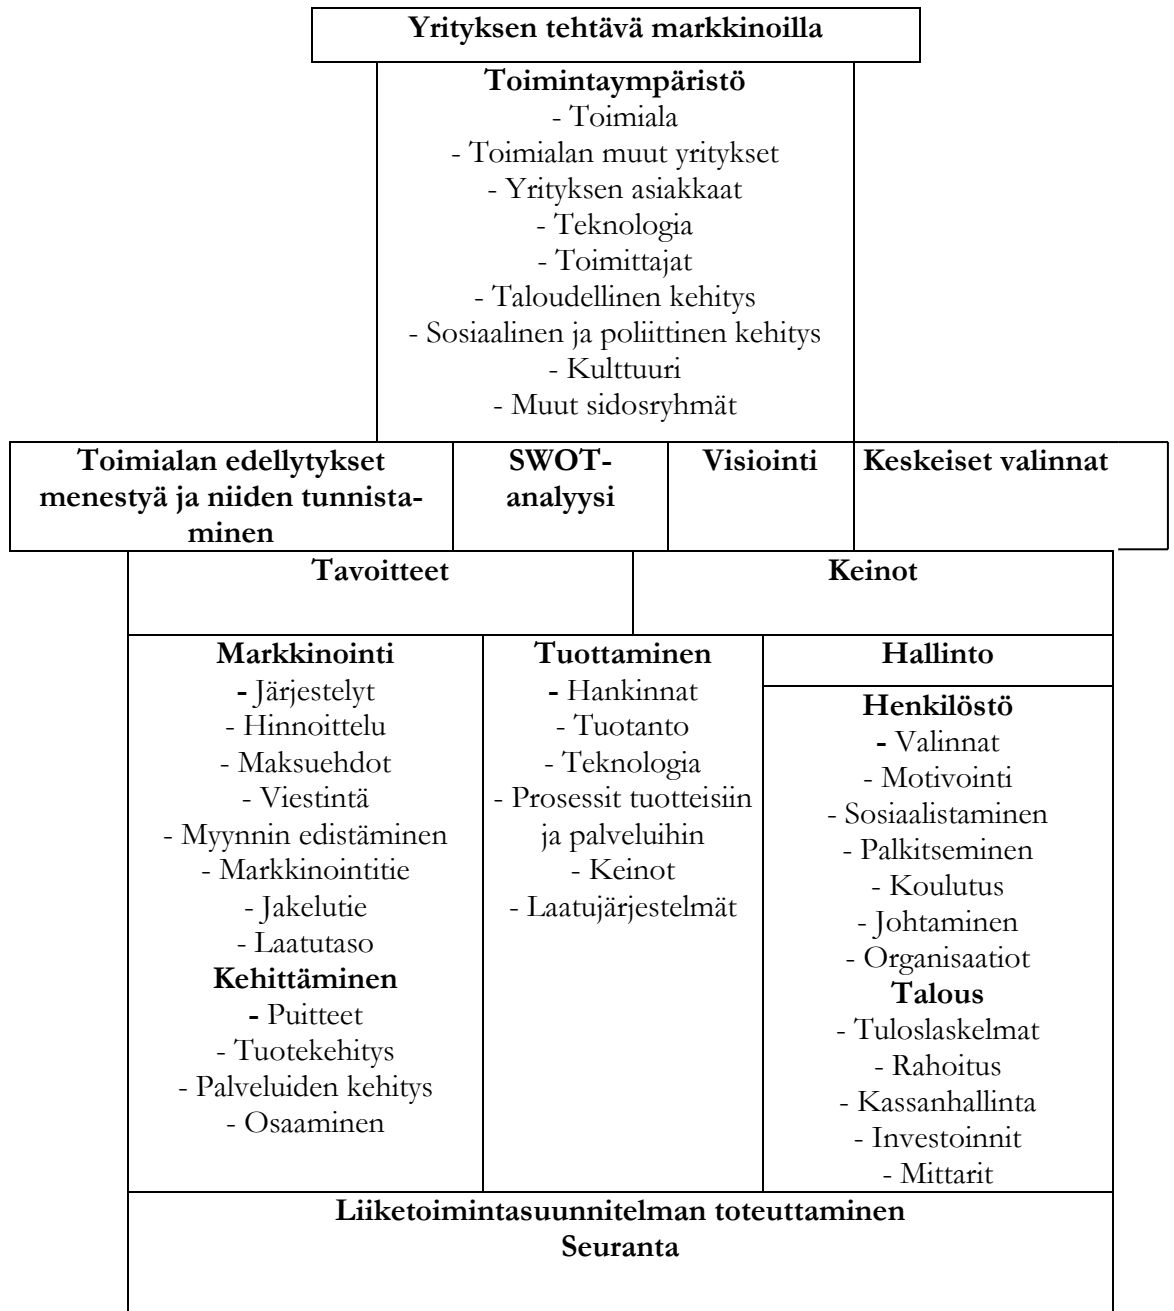 Yrityksen tehtävä markkinoilla
Toimintaympäristö
- Toimiala
- Toimialan muut yritykset
- Yrityksen asiakkaat
- Teknologia
- Toimittajat
- Taloudellinen kehitys
- Sosiaalinen ja poliittinen kehitys
- Kulttuuri
- Muut sidosryhmät
Toimialan edellytykset
menestyä ja niiden tunnista-
minen
SWOT-
analyysi
Visiointi
Keskeiset valinnat
Tavoitteet
Keinot
Markkinointi
- Järjestelyt
- Hinnoittelu
- Maksuehdot
- Viestintä
- Myynnin edistäminen
- Markkinointitie
- Jakelutie
- Laatutaso
Kehittäminen
- Puitteet
- Tuotekehitys
- Palveluiden kehitys
- Osaaminen
Tuottaminen
- Hankinnat
- Tuotanto
- Teknologia
- Prosessit tuotteisiin
ja palveluihin
- Keinot
- Laatujärjestelmät
Hallinto
Henkilöstö
- Valinnat
- Motivointi
- Sosiaalistaminen
- Palkitseminen
- Koulutus
- Johtaminen
- Organisaatiot
Talous
- Tuloslaskelmat
- Rahoitus
- Kassanhallinta
- Investoinnit
- Mittarit
Liiketoimintasuunnitelman toteuttaminen
Seuranta